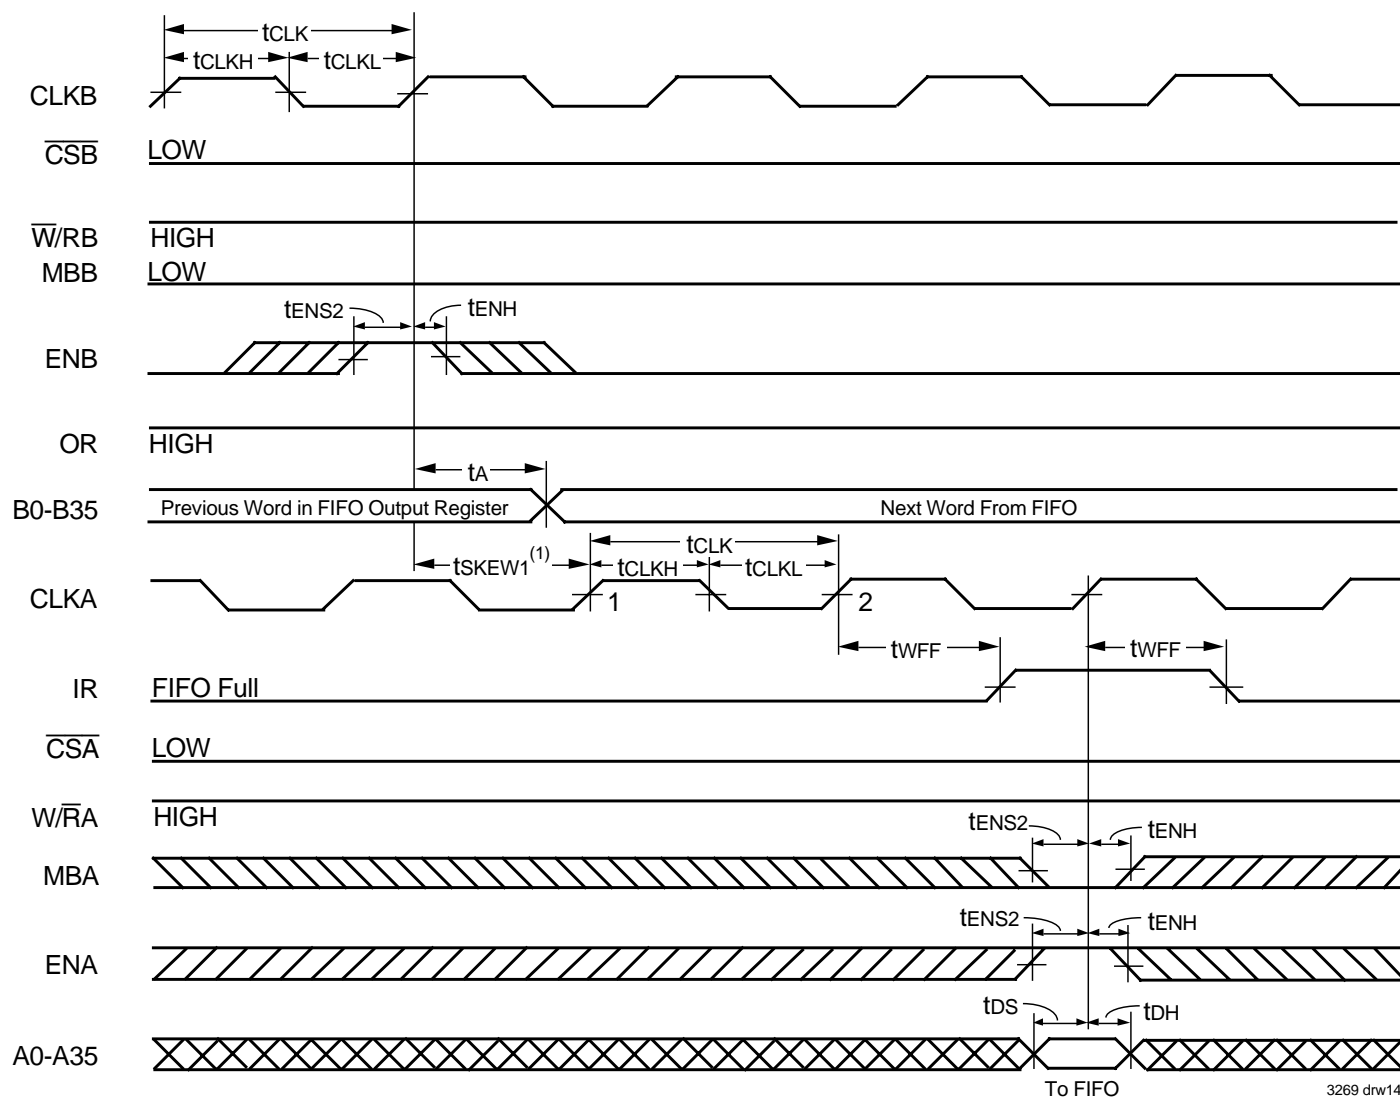 tCLK
tCLKH tCLKL
CLKB
CSB LOW
W/RB HIGH
MBB LOW
tENS2 tENH
ENB
OR HIGH
tA
B0-B35 Previous Word in FIFO Output Register Next Word From FIFO
tCLK
tSKEW1(1) tCLKH tCLKL
CLKA 1 2
tWFF tWFF
IR FIFO Full
CSA LOW
W/RA HIGH
tENS2 tENH
MBA
tENS2 tENH
ENA
tDS tDH
A0-A35
To FIFO
3269 drw14